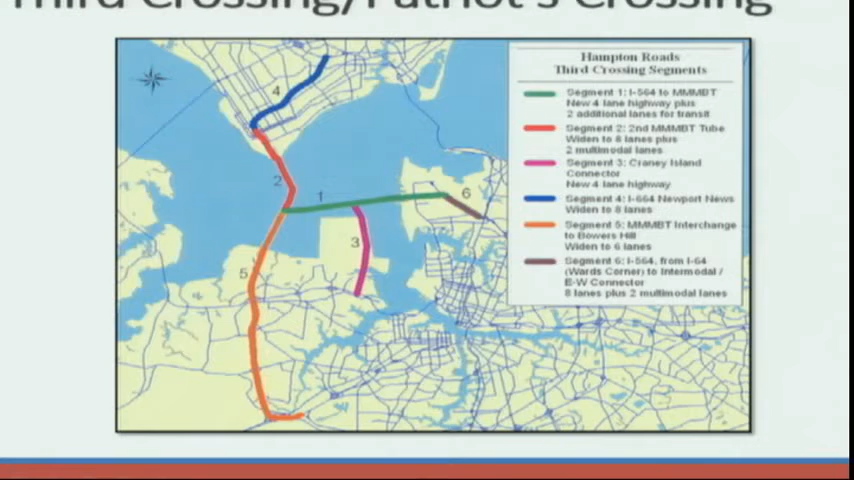 Third Crossing/Patriot's Crossing
Hampton Roads
Third Crossing Segments
Segment 1: I-564 to MMMBT
New 4 lane highway plus
2 additional lanes for transit
Segment 2: 2nd MMMBT Tube
Widen to 8 lanes plus
2 multimodal lanes
Segment 3: Craney Island
Connector
New 4 lane highway
Segment 4: I-664 Newport News
Widen to 8 lanes
Segment 5: MMMBT Interchange
to Bowers Hill
Widen to 6 lanes
Segment 6: I-564, from I-64
(Wards Corner) to Intermodal /
E-W Connector
8 lanes plus 2 multimodal lanes
4
2
1
6
3
5